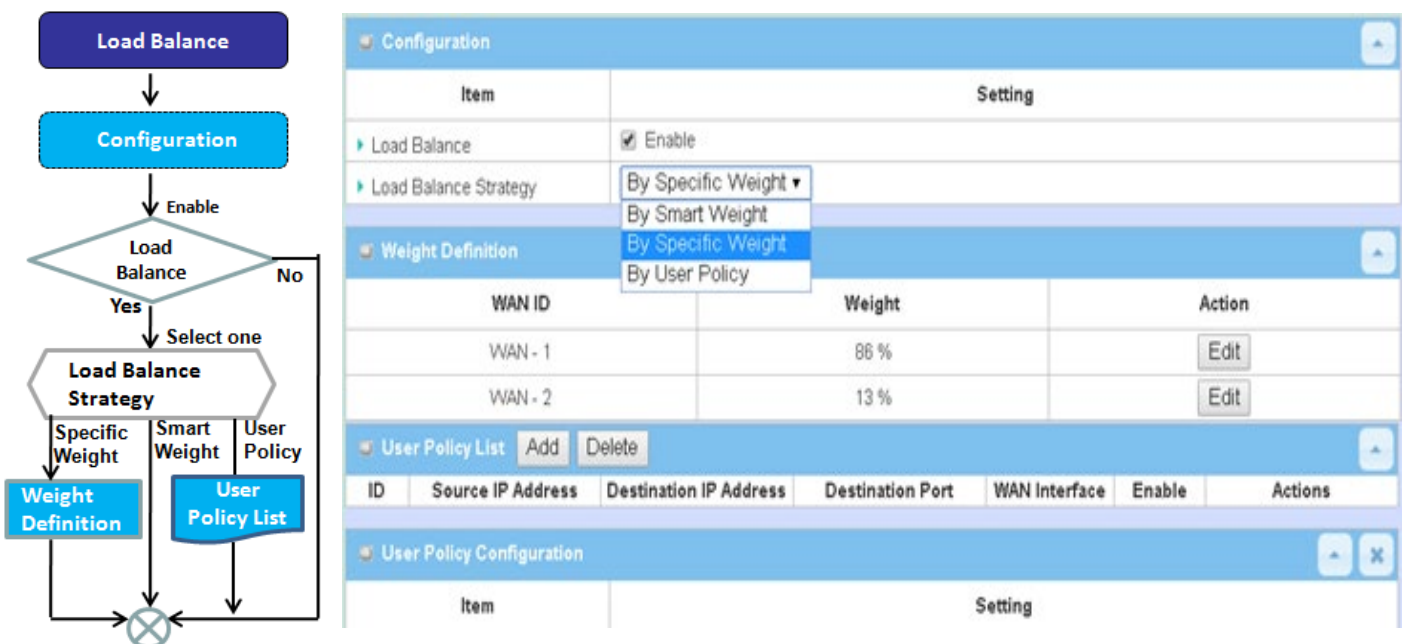 Load Balance
Configuration
Enable
Load
Balance
No
Yes
Select one
Load Balance
Strategy
Specific
Weight
Smart
Weight
User
Policy
Weight
Definition
User
Policy List
Configuration
Item Setting
Load Balance Enable
Load Balance Strategy By Specific Weight
By Smart Weight
By Specific Weight
By User Policy
Weight Definition
WAN ID Weight Action
WAN - 1 86 % Edit
WAN - 2 13 % Edit
User Policy List Add Delete
ID Source IP Address Destination IP Address Destination Port WAN Interface Enable Actions
User Policy Configuration
Item Setting